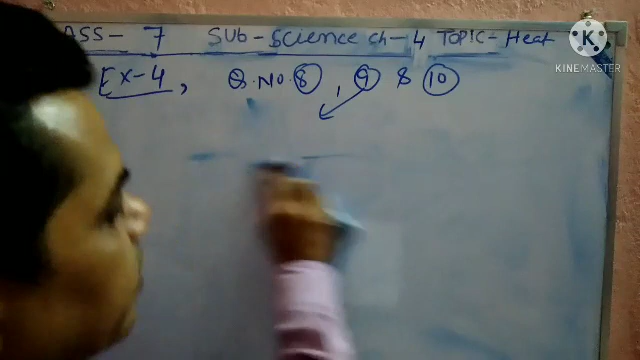 ASS- 7 Sub-Science Ch-4 TOPIC-Heat
Ex-4, Q.No. 8, 9 & 10
KINEMASTER